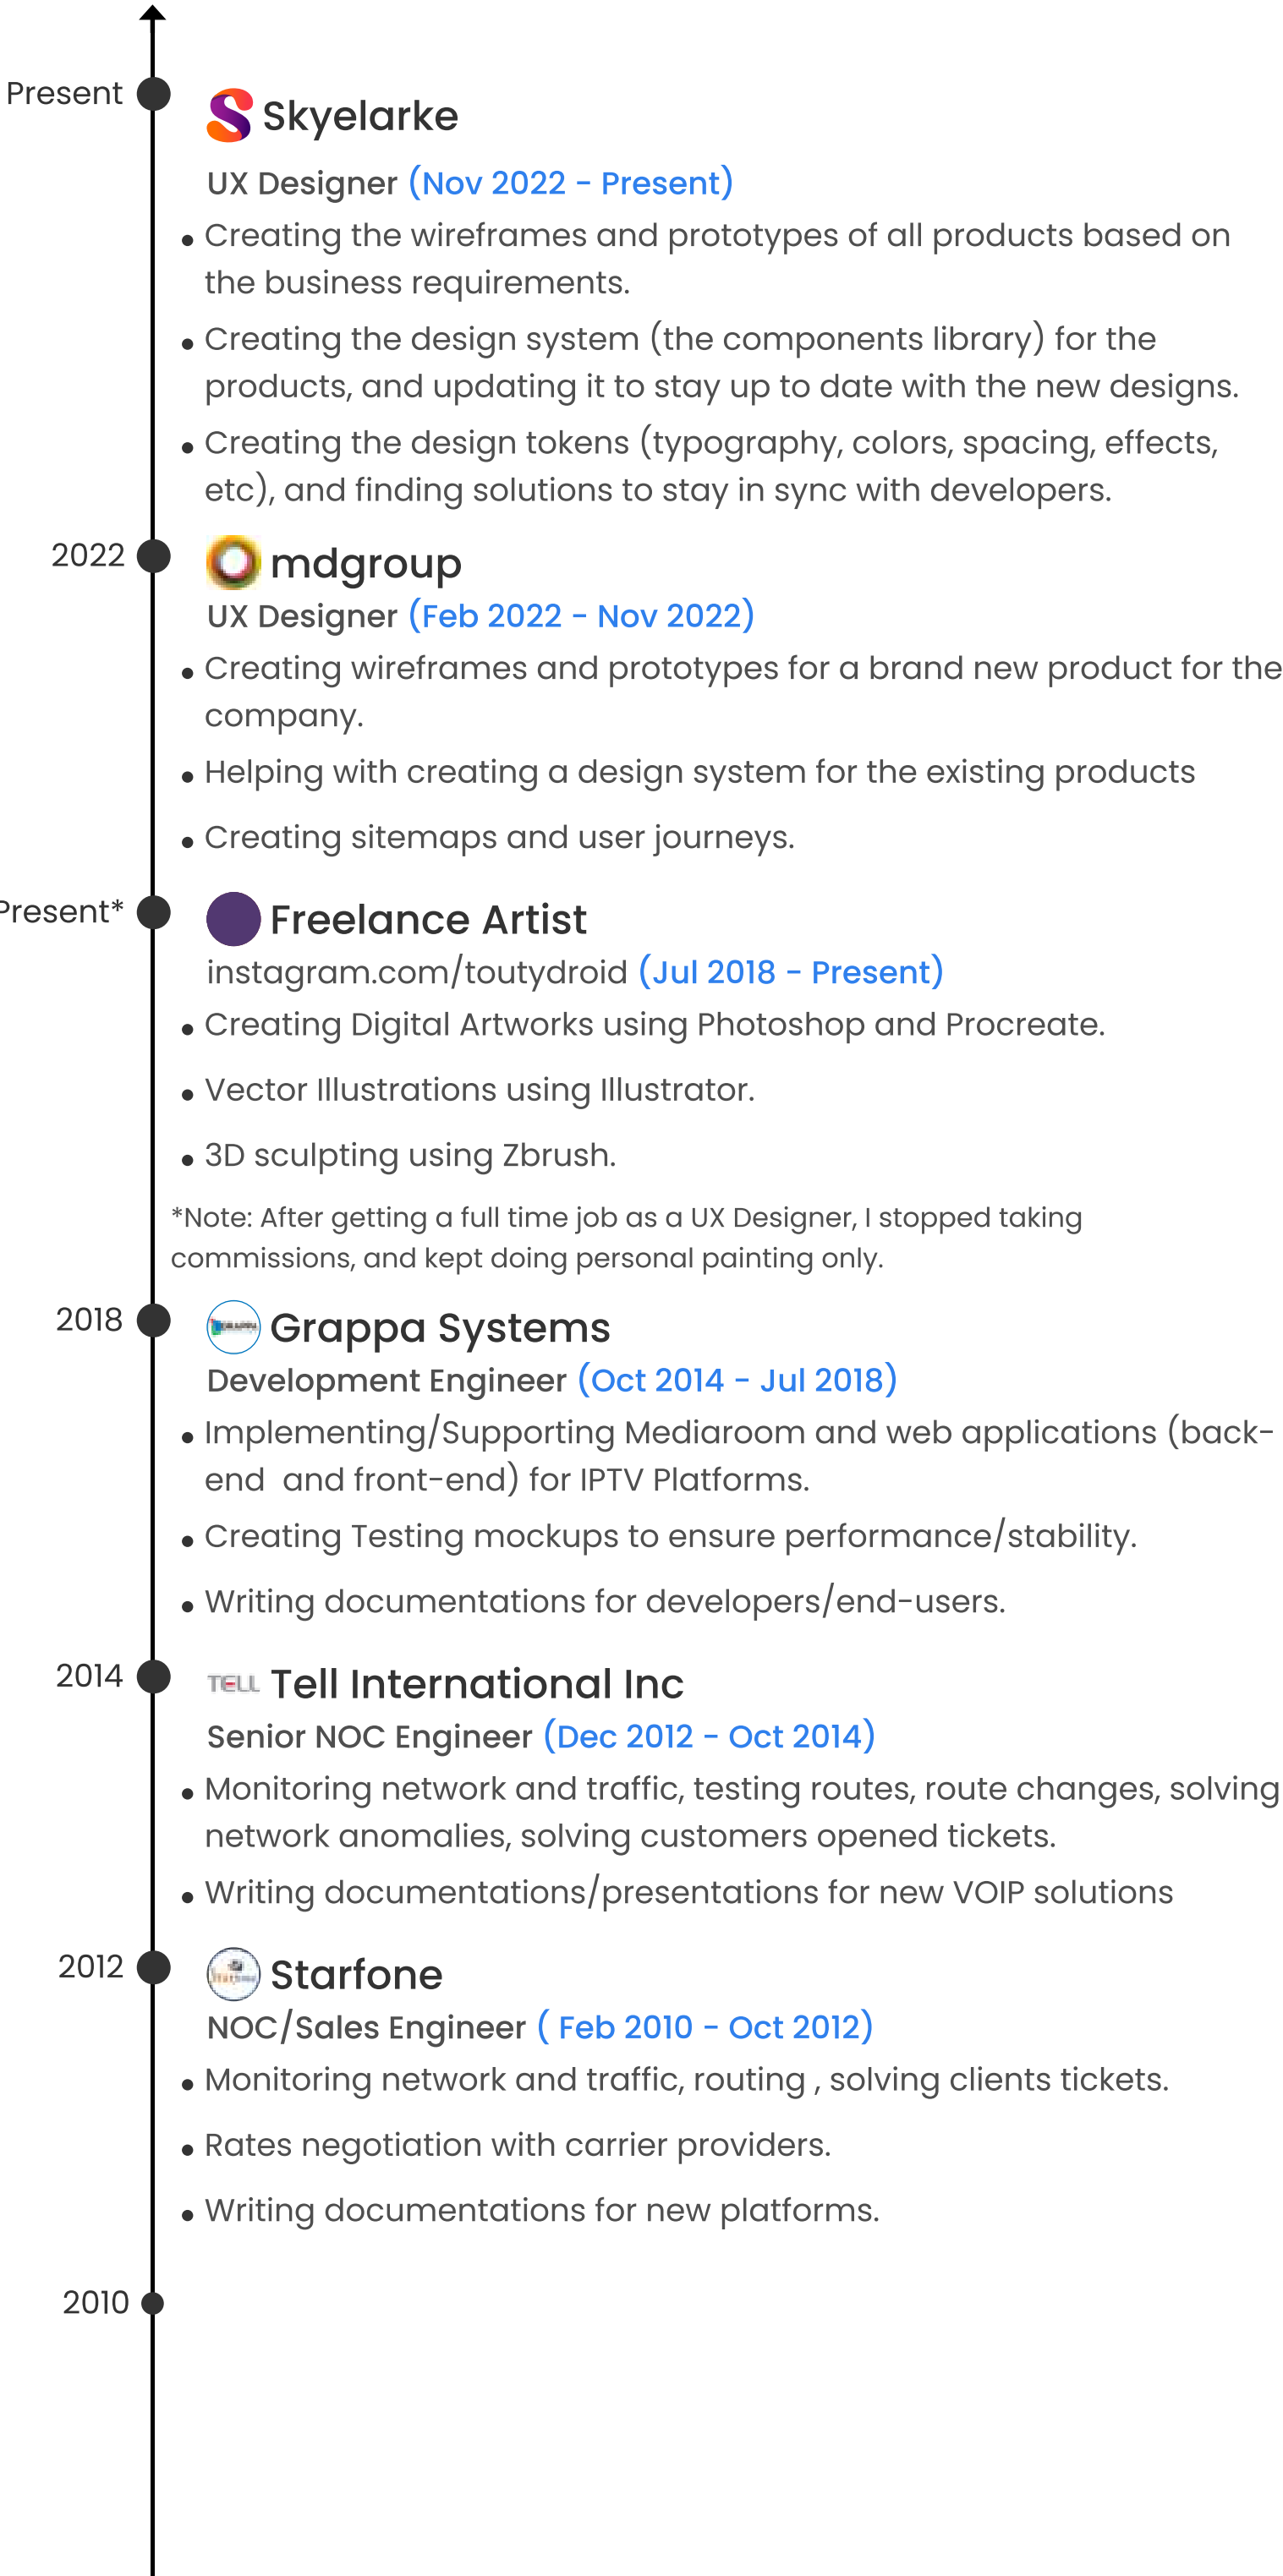 Present
Skyelarke
UX Designer (Nov 2022 - Present)
Creating the wireframes and prototypes of all products based on
the business requirements.
Creating the design system (the components library) for the
products, and updating it to stay up to date with the new designs.
Creating the design tokens (typography, colors, spacing, effects,
etc), and finding solutions to stay in sync with developers.
2022
mdgroup
UX Designer (Feb 2022 - Nov 2022)
Creating wireframes and prototypes for a brand new product for the
company.
Helping with creating a design system for the existing products
Creating sitemaps and user journeys.
Present*
Freelance Artist
instagram.com/toutydroid (Jul 2018 - Present)
Creating Digital Artworks using Photoshop and Procreate.
Vector Illustrations using Illustrator.
3D sculpting using Zbrush.
*Note: After getting a full time job as a UX Designer, I stopped taking
commissions, and kept doing personal painting only.
2018
Grappa Systems
Development Engineer (Oct 2014 - Jul 2018)
Implementing/Supporting Mediaroom and web applications (back-
end  and front-end) for IPTV Platforms.
Creating Testing mockups to ensure performance/stability.
Writing documentations for developers/end-users.
2014
TELL Tell International Inc
Senior NOC Engineer (Dec 2012 - Oct 2014)
Monitoring network and traffic, testing routes, route changes, solving
network anomalies, solving customers opened tickets.
Writing documentations/presentations for new VOIP solutions
2012
Starfone
NOC/Sales Engineer ( Feb 2010 - Oct 2012)
Monitoring network and traffic, routing , solving clients tickets.
Rates negotiation with carrier providers.
Writing documentations for new platforms.
2010